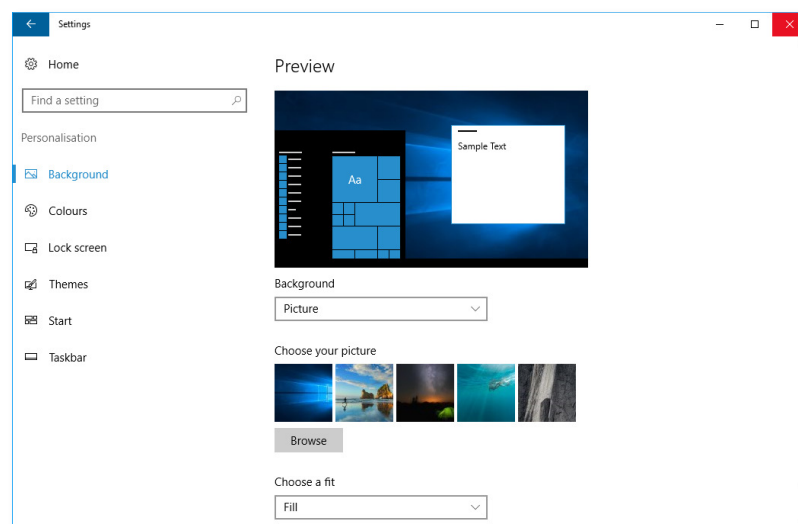 Settings
Home
Find a setting
Personalisation
Background
Colours
Lock screen
Themes
Start
Taskbar
Preview
Aa
Sample Text
Background
Picture
Choose your picture
Browse
Choose a fit
Fill